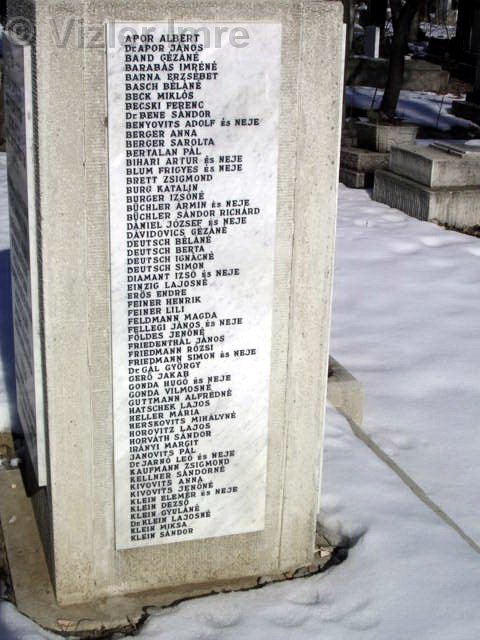 © Vizler Imre
APOR ALBERT
Dr APOR JÁNOS
BAND GÉZÁNÉ
BARABÁS IMRÉNÉ
BARNA ERZSÉBET
BASCH BÉLÁNÉ
BECK MIKLÓS
BECSKI FERENC
Dr BENE SÁNDOR
BENYOVITS ADOLF és NEJE
BERGER ANNA
BERGER SAROLTA
BERTALAN PÁL
BIHARI ARTUR és NEJE
BLUM FRIGYES és NEJE
BRETT ZSIGMOND
BURG KATALIN
BURGER IZSÓNÉ
BÜCHLER ÁRMIN és NEJE
BÜCHLER SÁNDOR RICHÁRD
DÁNIEL JÓZSEF és NEJE
DÁVIDOVICS GÉZÁNÉ
DEUTSCH BÉLÁNÉ
DEUTSCH BERTA
DEUTSCH IGNÁCNÉ
DEUTSCH SIMON
DIAMANT IZSÓ és NEJE
EINZIG LAJOSNÉ
ERŐS ENDRE
FEINER HENRIK
FEINER LILI
FELDMANN MAGDA
FELLEGI JÁNOS és NEJE
FÖLDES JENŐNÉ
FRIEDENTHÁL JÁNOS
FRIEDMANN RÓZSI
FRIEDMANN SIMON és NEJE
Dr GÁL GYÖRGY
GERŐ JAKAB
GONDA HUGÓ és NEJE
GONDA VILMOSNÉ
GUTTMANN ALFRÉDNÉ
HATSCHEK LAJOS
HELLER MÁRIA
HERSKOVITS MIHÁLYNÉ
HOROVITZ LAJOS
HORVÁTH SÁNDOR
IRÁNYI MARGIT
JANOVITS PÁL
Dr JARNÓ LEÓ és NEJE
KAUFMANN ZSIGMOND
KELLNER SÁNDORNÉ
KIVOVITS ANNA
KIVOVITS JENŐNÉ
KLEIN ELEMÉR és NEJE
KLEIN DEZSŐ
KLEIN GYULÁNÉ
Dr KLEIN LAJOSNÉ
KLEIN MIKSA
KLEIN SÁNDOR